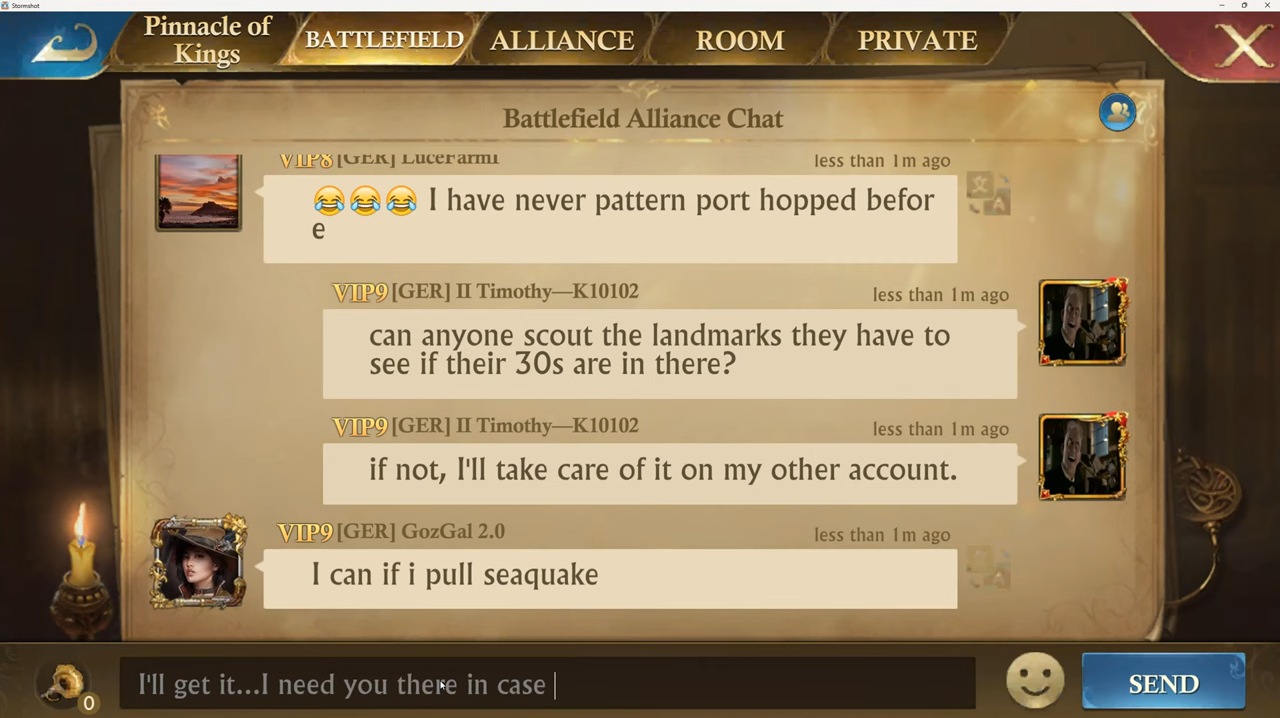 Stormshot
Pinnacle of
Kings
BATTLEFIELD
ALLIANCE
ROOM
PRIVATE
Battlefield Alliance Chat
VIP8 [GER] LuceFarm1
less than 1m ago
😂😂😂 I have never pattern port hopped befor
e
VIP9 [GER] II Timothy—K10102
less than 1m ago
can anyone scout the landmarks they have to
see if their 30s are in there?
VIP9 [GER] II Timothy—K10102
less than 1m ago
if not, I'll take care of it on my other account.
VIP9 [GER] GozGal 2.0
less than 1m ago
I can if i pull seaquake
0
I'll get it...I need you there in case
SEND